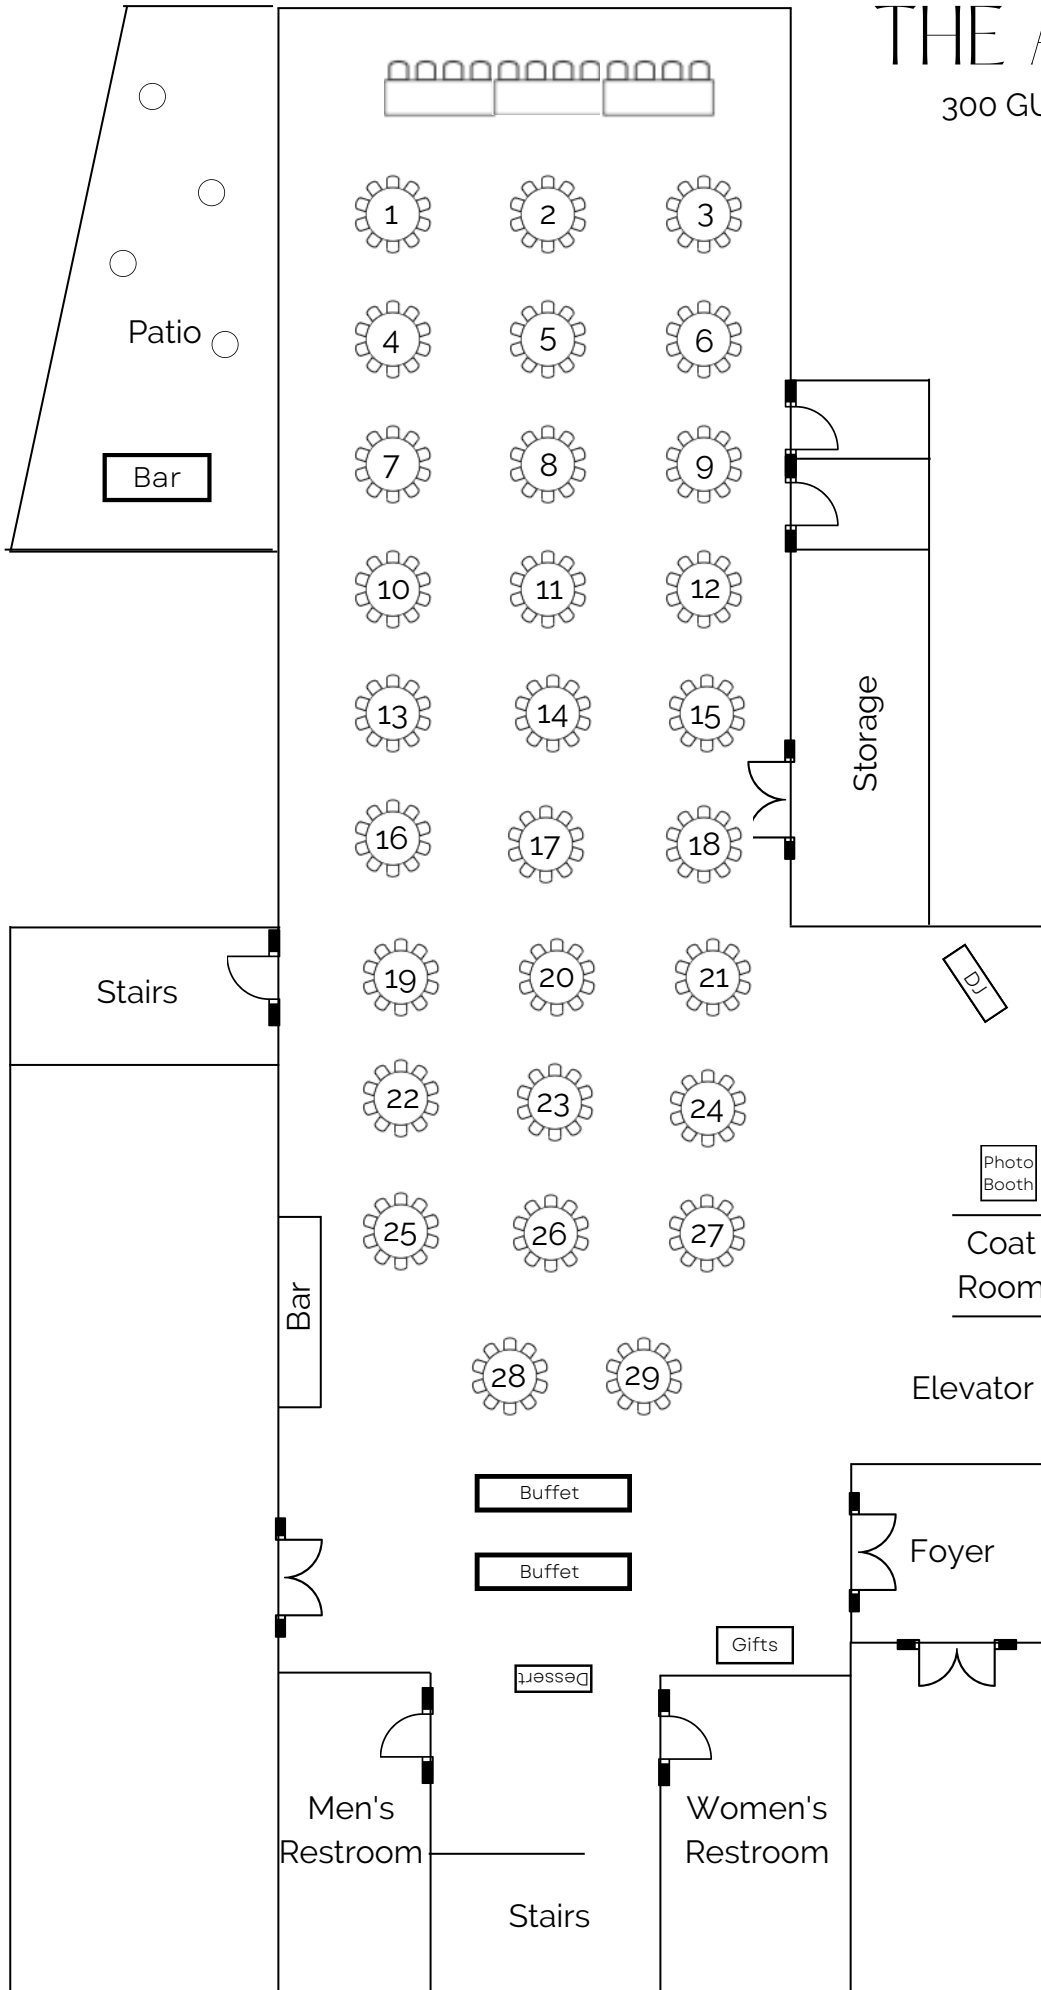 THE A
300 GU
1
2
3
4
5
6
Patio
7
8
9
Bar
10
11
12
13
14
15
Storage
16
17
18
19
20
21
DJ
Stairs
22
23
24
Photo
Booth
25
26
27
Coat
Room
Bar
28
29
Elevator
Buffet
Foyer
Buffet
Gifts
Dessert
Men's
Restroom
Women's
Restroom
Stairs